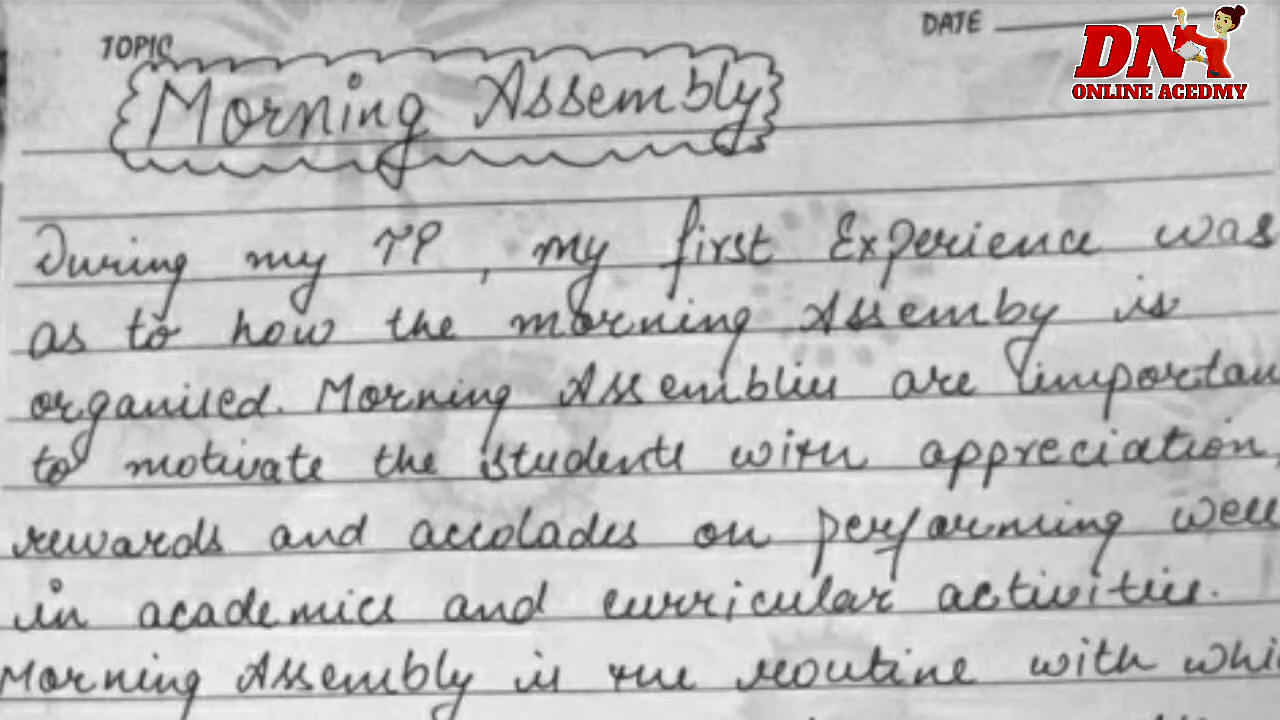 TOPIC
DATE
DN
ONLINE ACEDMY
Morning Assembly
During my TP, my first Experience was
as to how the morning Assemby is
organised. Morning Assemblies are importan
to motivate the students with appreciation,
rewards and accolades on performing well
in academics and curricular activities.
Morning Assembly is the routine with whi